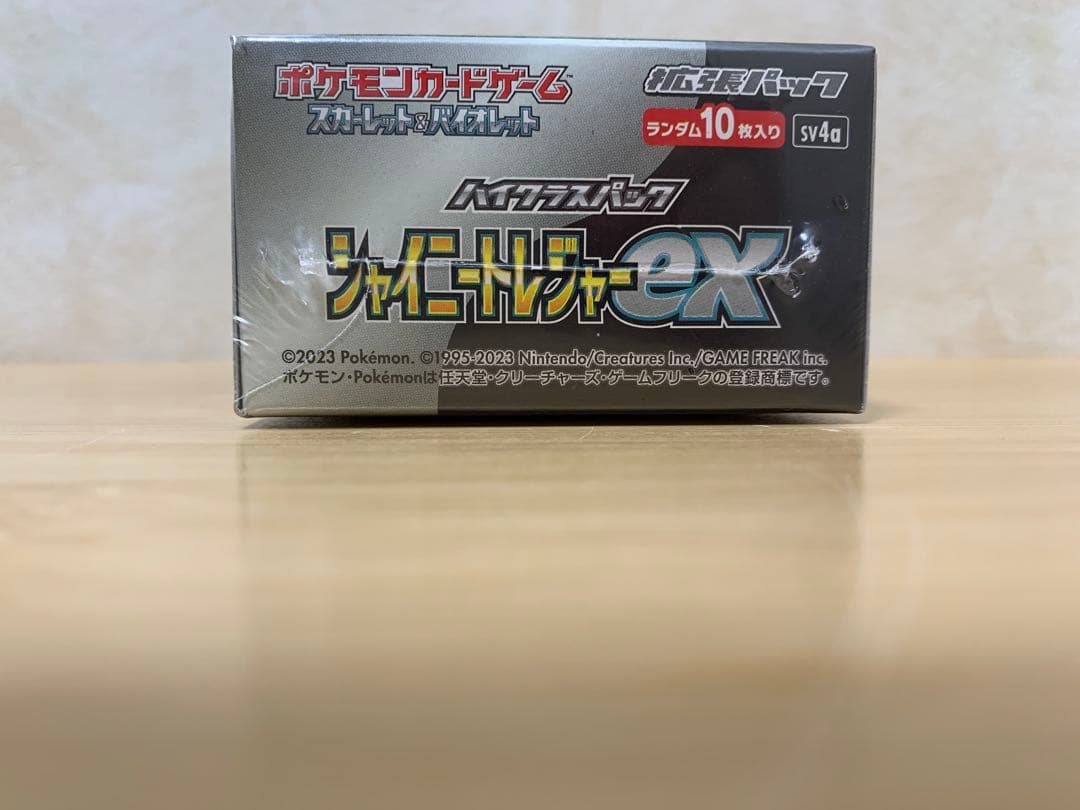 ポケモンカードゲーム™
スカーレット&バイオレット
拡張パック
ランダム10枚入り
sv4a
ハイクラスパック
シャイニートレジャーex
©2023 Pokémon. ©1995-2023 Nintendo/Creatures Inc./GAME FREAK inc.
ポケモン・Pokémonは任天堂・クリーチャーズ・ゲームフリークの登録商標です。